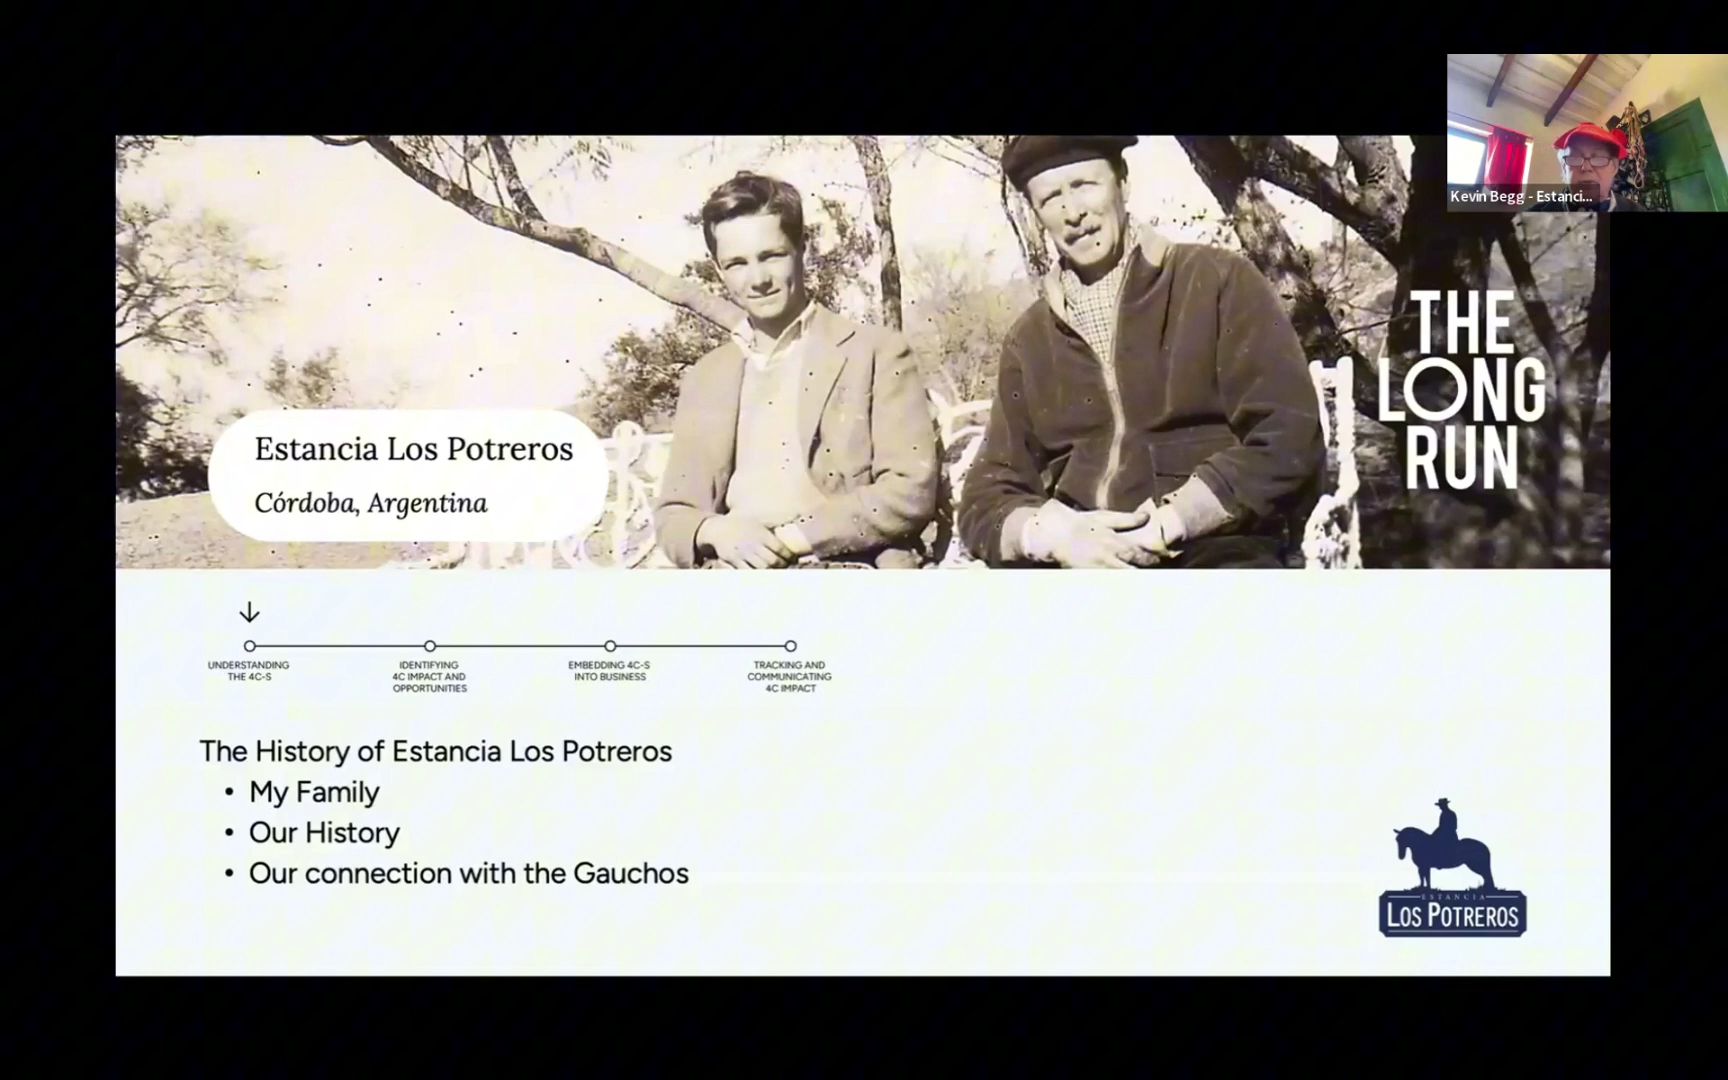 Kevin Begg - Estanci...
THE
LONG
RUN
Estancia Los Potreros
Córdoba, Argentina
UNDERSTANDING
THE 4C-S
IDENTIFYING
4C IMPACT AND
OPPORTUNITIES
EMBEDDING 4C-S
INTO BUSINESS
TRACKING AND
COMMUNICATING
4C IMPACT
The History of Estancia Los Potreros
• My Family
• Our History
• Our connection with the Gauchos
ESTANCIA
LOS POTREROS